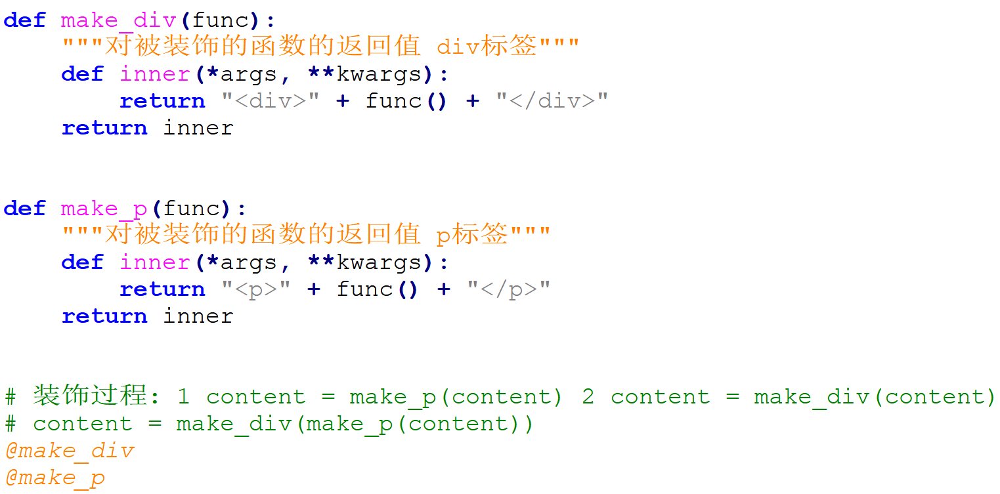 def make_div(func):
    """对被装饰的函数的返回值 div标签"""
    def inner(*args, **kwargs):
        return "<div>" + func() + "</div>"
    return inner
def make_p(func):
    """对被装饰的函数的返回值 p标签"""
    def inner(*args, **kwargs):
        return "<p>" + func() + "</p>"
    return inner
# 装饰过程: 1 content = make_p(content) 2 content = make_div(content)
# content = make_div(make_p(content))
@make_div
@make_p